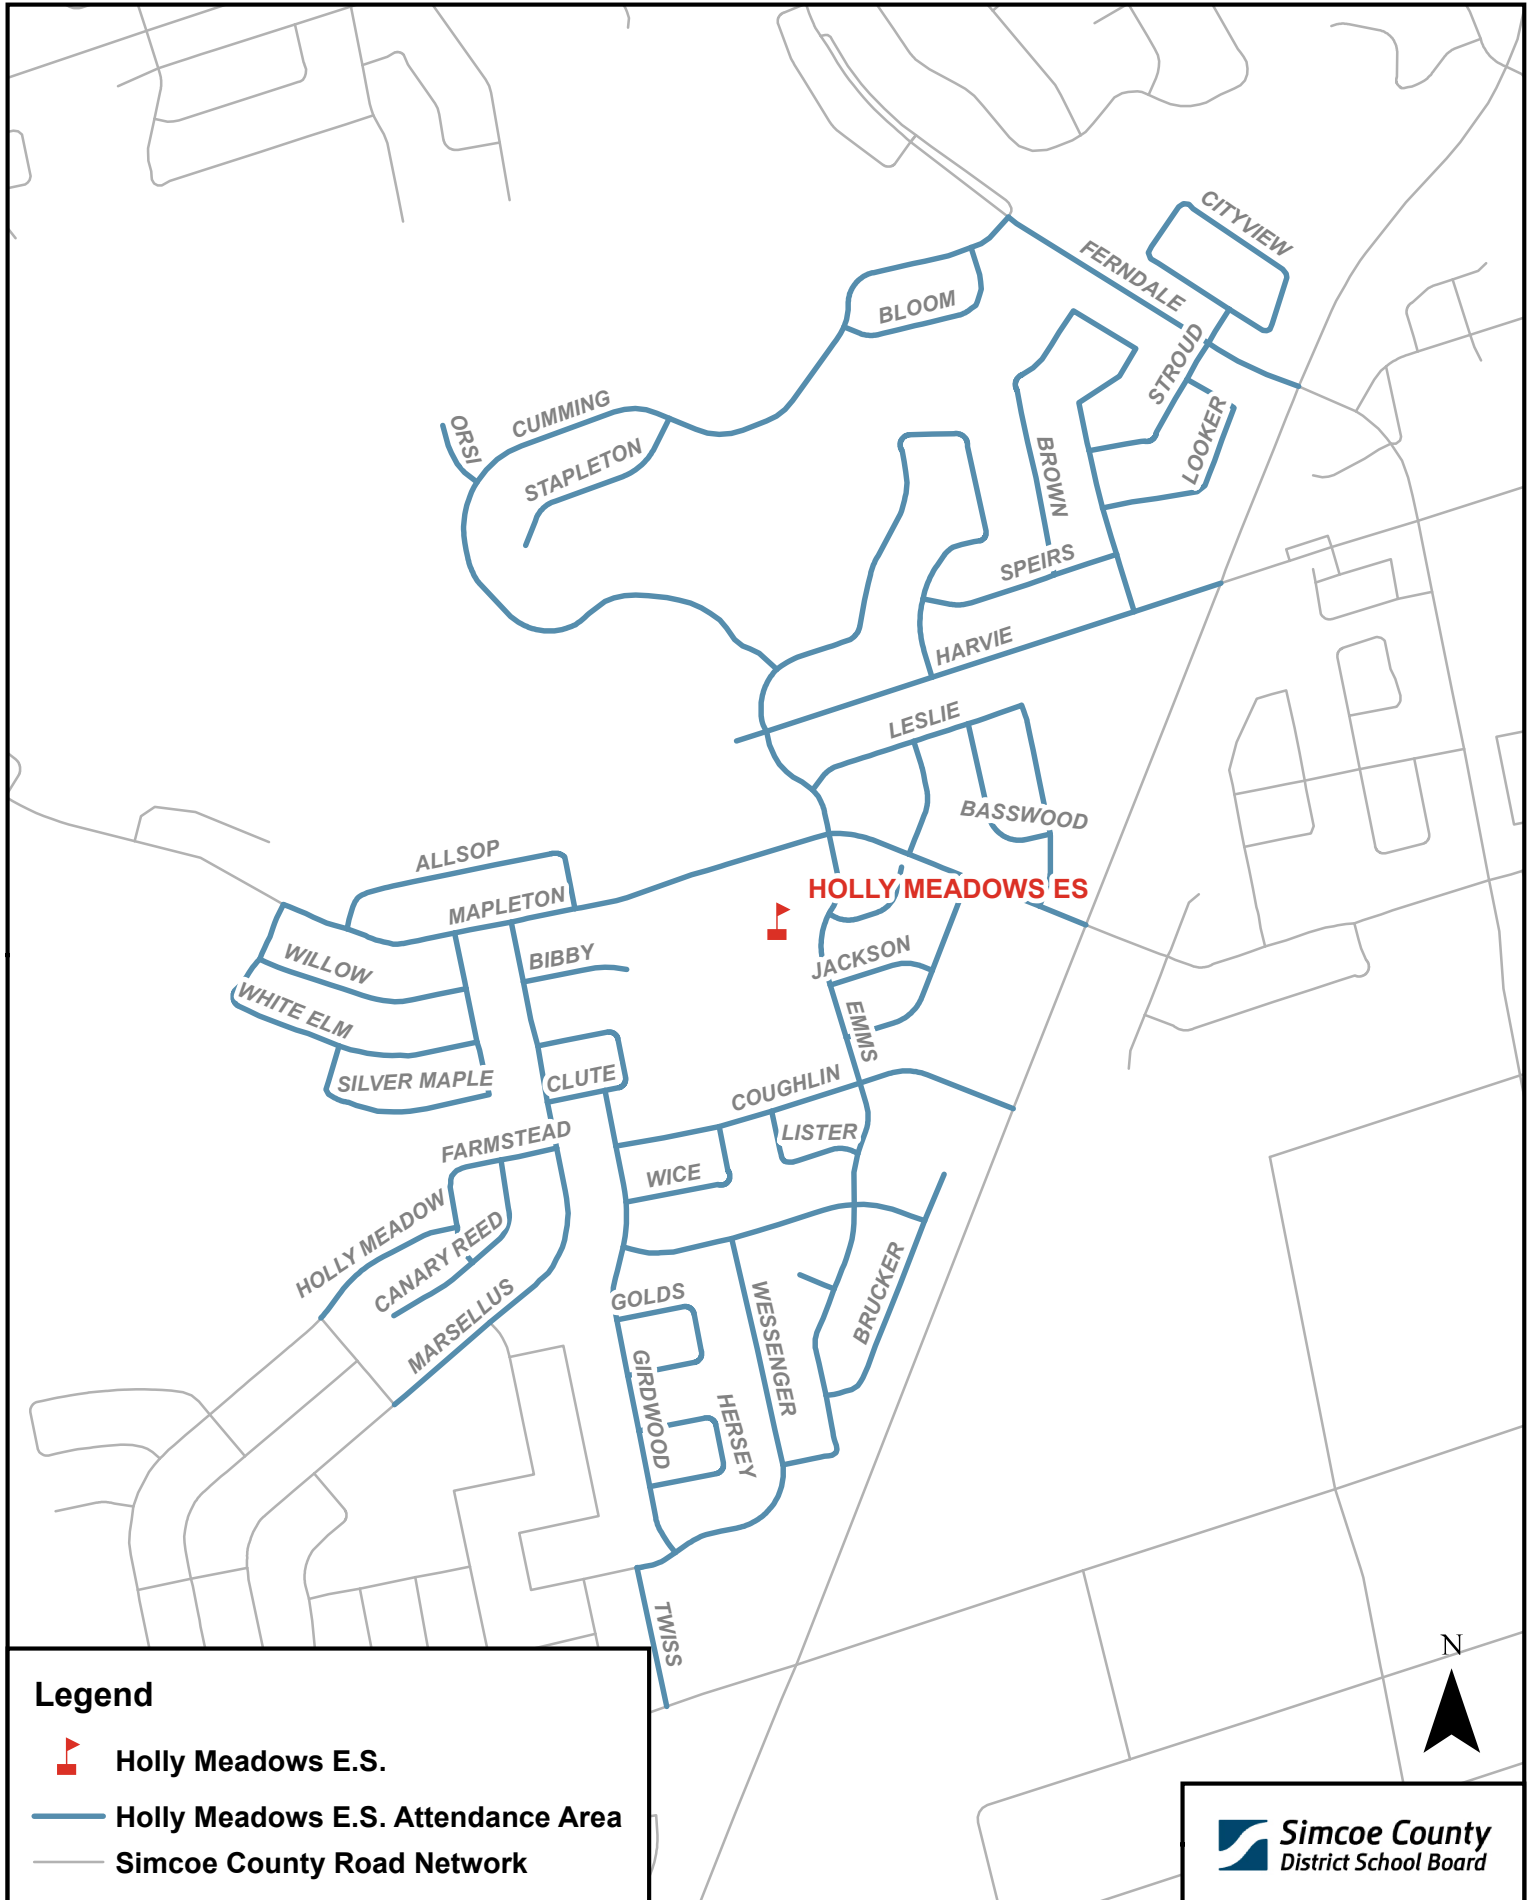 CITYVIEW
FERNDALE
BLOOM
STROUD
CUMMING
ORSI
LOOKER
STAPLETON
BROWN
SPEIRS
HARVIE
LESLIE
BASSWOOD
ALLSOP
HOLLY MEADOWS ES
MAPLETON
BIBBY
WILLOW
JACKSON
WHITE ELM
EMMS
SILVER MAPLE
CLUTE
COUGHLIN
FARMSTEAD
LISTER
WICE
HOLLY MEADOW
CANARY REED
MARSELLUS
GOLDS
BRUCKER
WESSENGER
GIRDWOOD
HERSEY
TWISS
N
Legend
Holly Meadows E.S.
Holly Meadows E.S. Attendance Area
Simcoe County Road Network
Simcoe County
District School Board